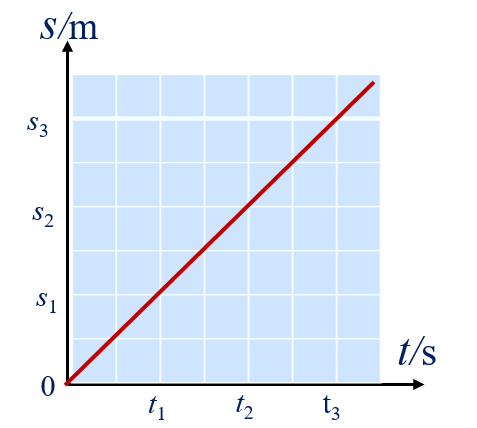 s/m
s₃
s₂
s₁
0
t₁ t₂ t₃
t/s